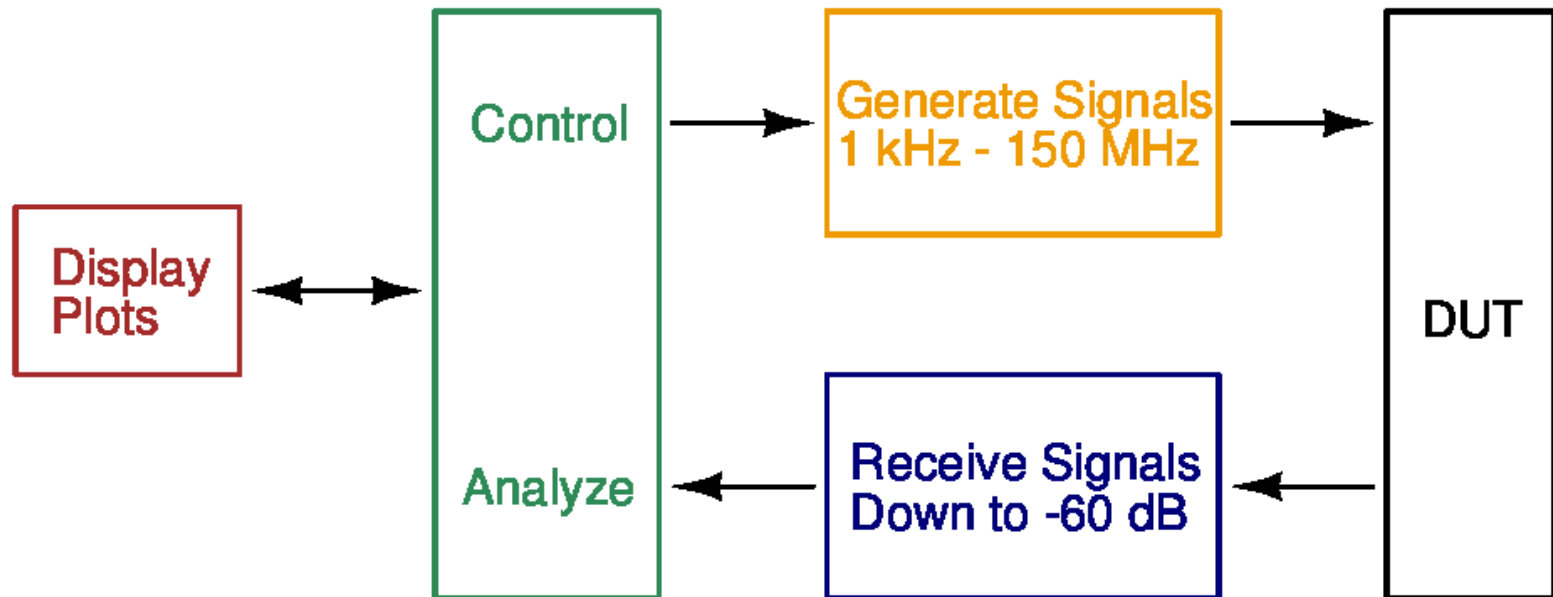 Control
Generate Signals
1 kHz - 150 MHz
Display
Plots
DUT
Analyze
Receive Signals
Down to -60 dB